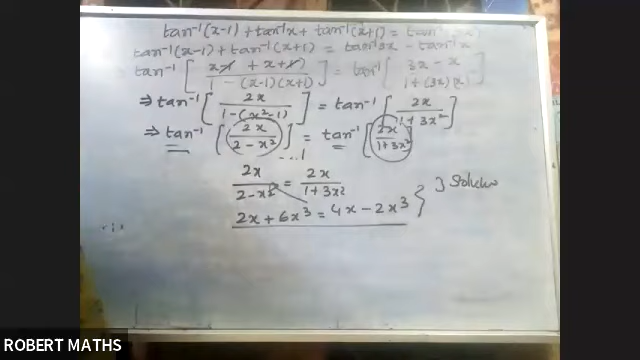 tan⁻¹(x-1) + tan⁻¹x + tan⁻¹(x+1) = tan⁻¹
tan⁻¹(x-1) + tan⁻¹(x+1) = tan⁻¹3x - tan⁻¹x
tan⁻¹[(x-1 + x+1)/(1-(x-1)(x+1))] = tan⁻¹[(3x - x)/(1+(3x)(x))]
⇒ tan⁻¹[2x/(1-(x²-1))] = tan⁻¹[2x/(1+3x²)]
⇒ tan⁻¹[2x/(2-x²)] = tan⁻¹[2x/(1+3x²)]
2x/(2-x²) = 2x/(1+3x²)
2x + 6x³ = 4x - 2x³ } 3
ROBERT MATHS